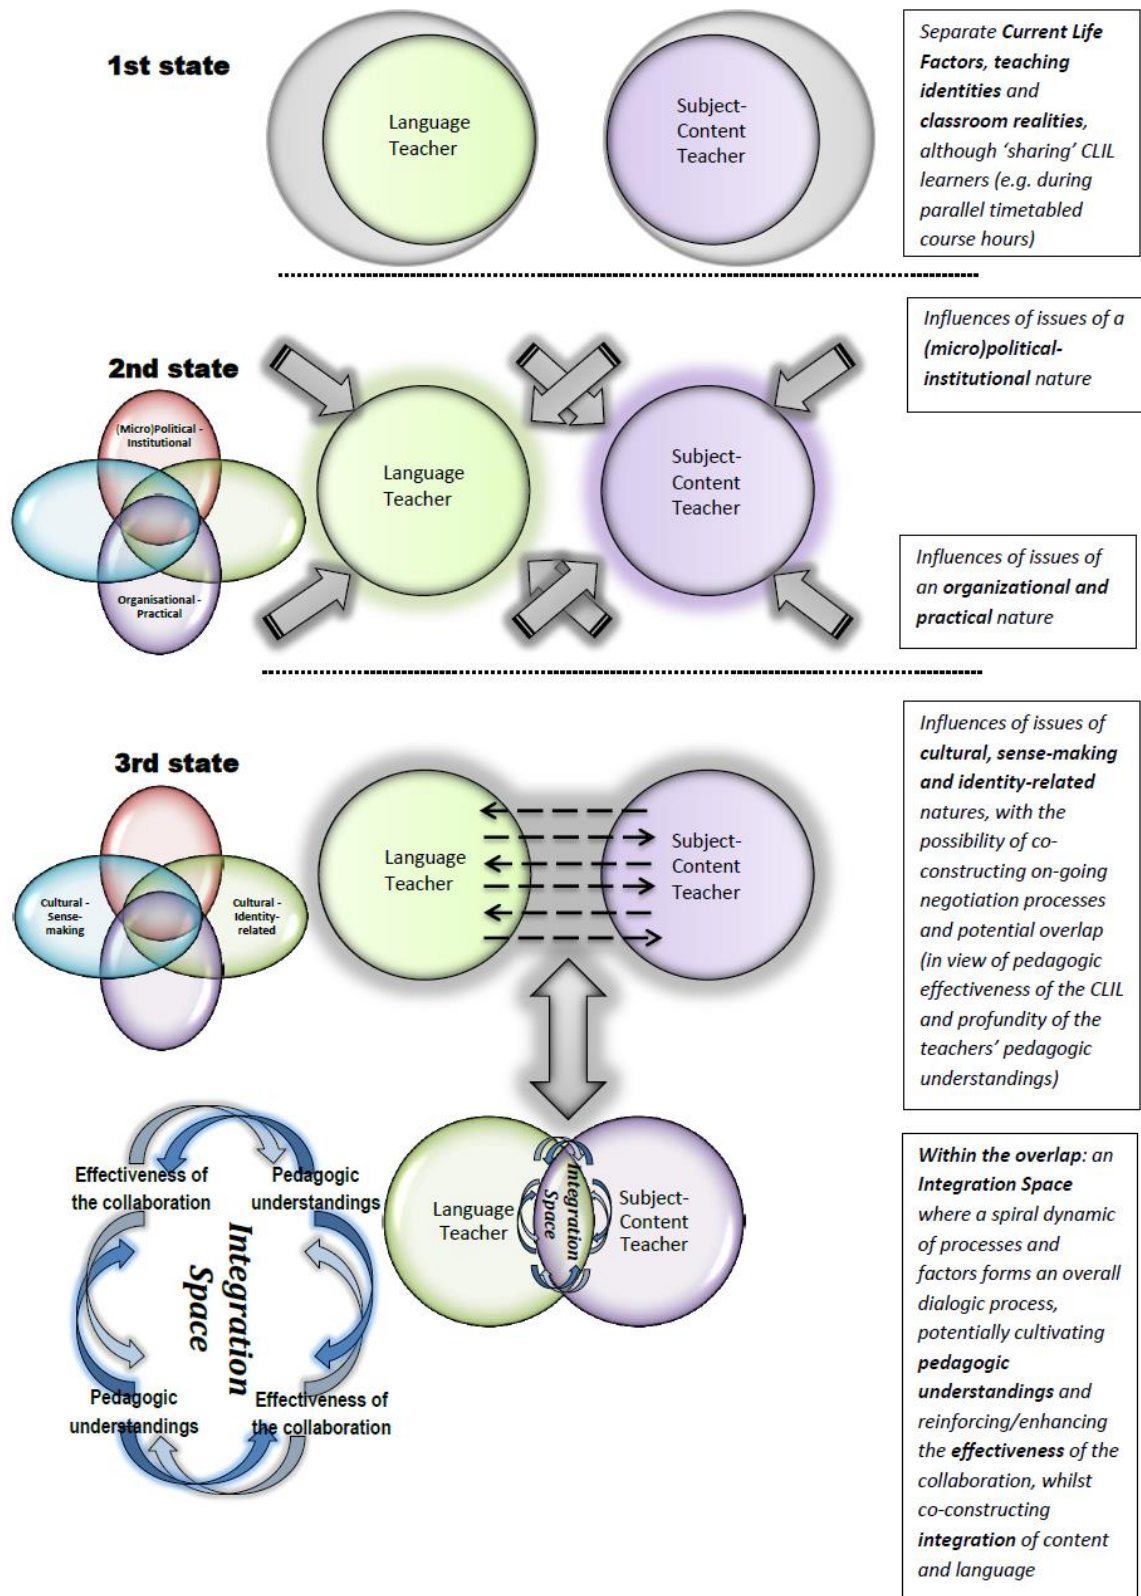 1st state
Language
Teacher
Subject-
Content
Teacher
Separate Current Life
Factors, teaching
identities and
classroom realities,
although ‘sharing’ CLIL
learners (e.g. during
parallel timetabled
course hours)
2nd state
(Micro)Political -
Institutional
Organisational -
Practical
Language
Teacher
Subject-
Content
Teacher
Influences of issues of a
(micro)political-
institutional nature
Influences of issues of
an organizational and
practical nature
3rd state
Cultural -
Sense-
making
Cultural -
Identity-
related
Language
Teacher
Subject-
Content
Teacher
Influences of issues of
cultural, sense-making
and identity-related
natures, with the
possibility of co-
constructing on-going
negotiation processes
and potential overlap
(in view of pedagogic
effectiveness of the CLIL
and profundity of the
teachers’ pedagogic
understandings)
Effectiveness of
the collaboration
Pedagogic
understandings
Integration
Space
Pedagogic
understandings
Effectiveness of
the collaboration
Language
Teacher
Integration
Space
Subject-
Content
Teacher
Within the overlap: an
Integration Space
where a spiral dynamic
of processes and
factors forms an overall
dialogic process,
potentially cultivating
pedagogic
understandings and
reinforcing/enhancing
the effectiveness of the
collaboration, whilst
co-constructing
integration of content
and language